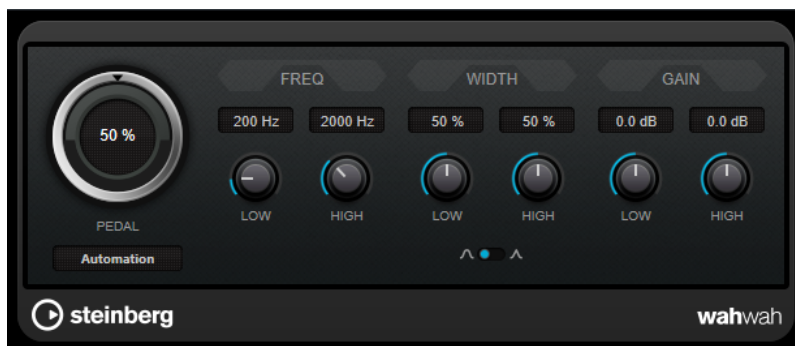 FREQ WIDTH GAIN
200 Hz 2000 Hz 50 % 50 % 0.0 dB 0.0 dB
50 %
LOW HIGH LOW HIGH LOW HIGH
PEDAL
Automation
steinberg wahwah